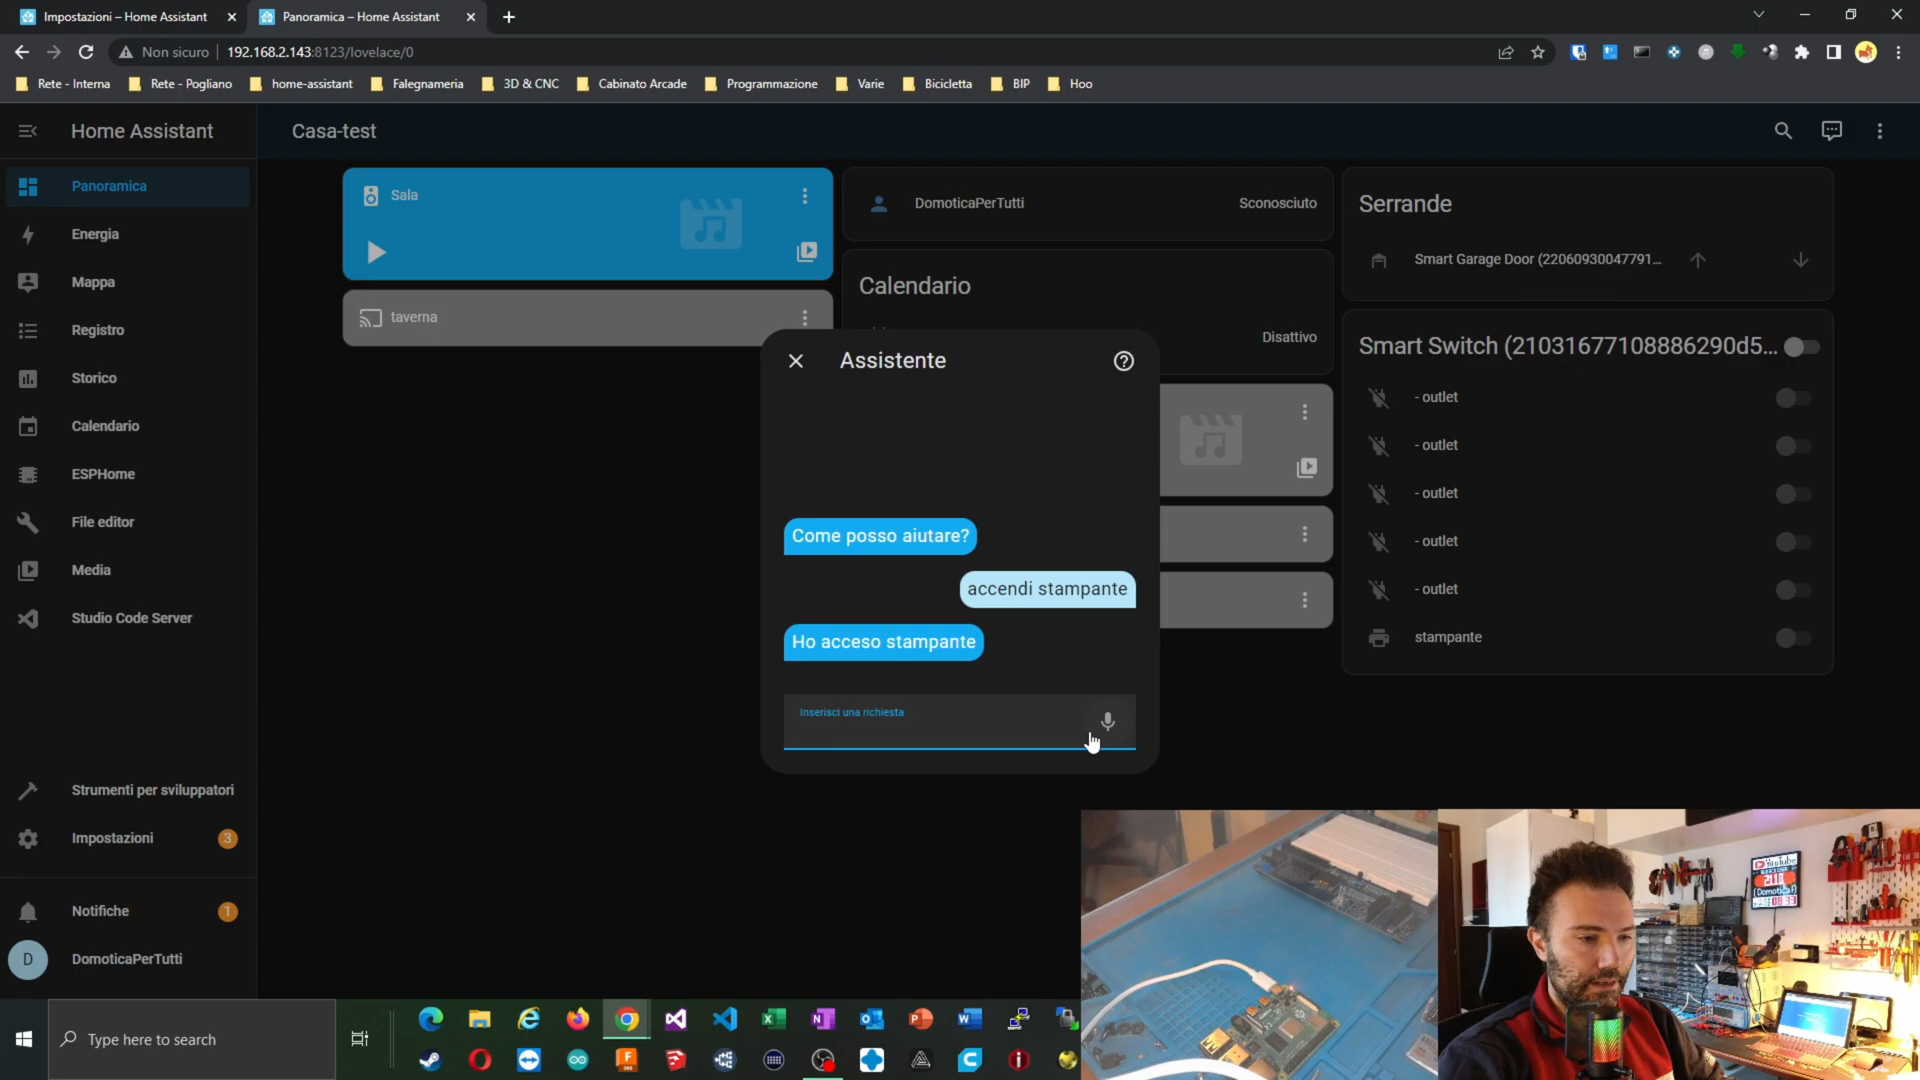 Impostazioni – Home Assistant
Panoramica – Home Assistant
Non sicuro
192.168.2.143:8123/lovelace/0
Rete - Interna
Rete - Pogliano
home-assistant
Falegnameria
3D & CNC
Cabinato Arcade
Programmazione
Varie
Bicicletta
BIP
Hoo
Home Assistant
Casa-test
Panoramica
Energia
Mappa
Registro
Storico
Calendario
ESPHome
File editor
Media
Studio Code Server
Strumenti per sviluppatori
Impostazioni
3
Notifiche
1
D
DomoticaPerTutti
Sala
taverna
DomoticaPerTutti
Sconosciuto
Calendario
Disattivo
Serrande
Smart Garage Door (22060930047791...
Smart Switch (21031677108886290d5...
- outlet
- outlet
- outlet
- outlet
- outlet
stampante
Assistente
Come posso aiutare?
accendi stampante
Ho acceso stampante
Inserisci una richiesta
Type here to search
YouTube